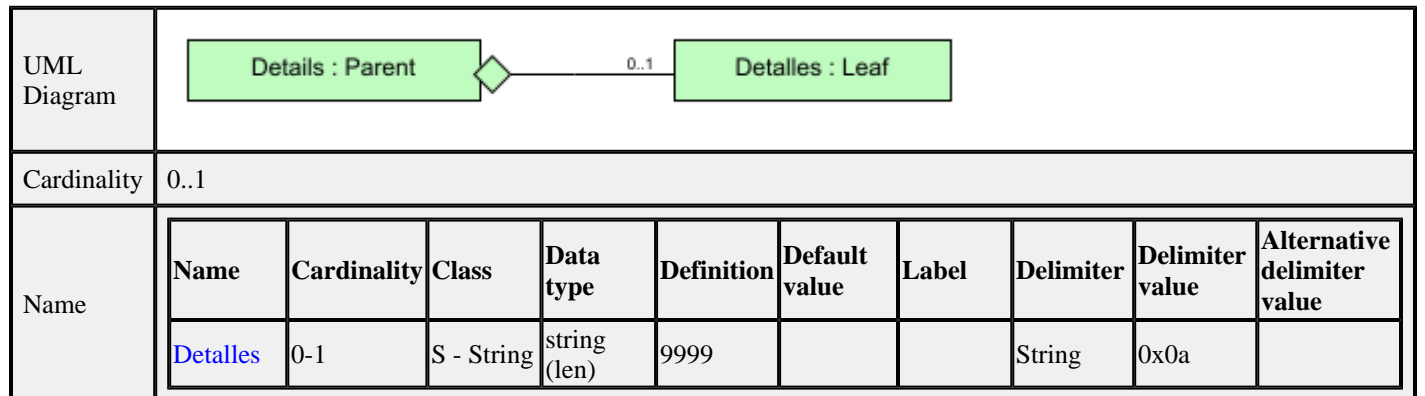 UML
Diagram
Details : Parent
0..1
Detalles : Leaf
Cardinality
0..1
Name
Name Cardinality Class Data type Definition Default value Label Delimiter Delimiter value Alternative delimiter value
Detalles 0-1 S - String string (len) 9999 String 0x0a